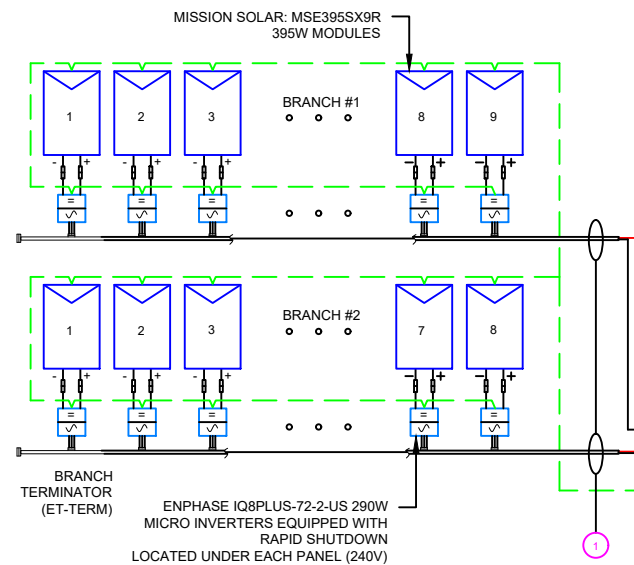 MISSION SOLAR: MSE395SX9R
395W MODULES
BRANCH #1
1 2 3 8 9
- + - + - + - + - +
= = = = =
BRANCH #2
1 2 3 7 8
- + - + - + - + - +
= = = = =
BRANCH
TERMINATOR
(ET-TERM)
ENPHASE IQ8PLUS-72-2-US 290W
MICRO INVERTERS EQUIPPED WITH
RAPID SHUTDOWN
LOCATED UNDER EACH PANEL (240V)
1